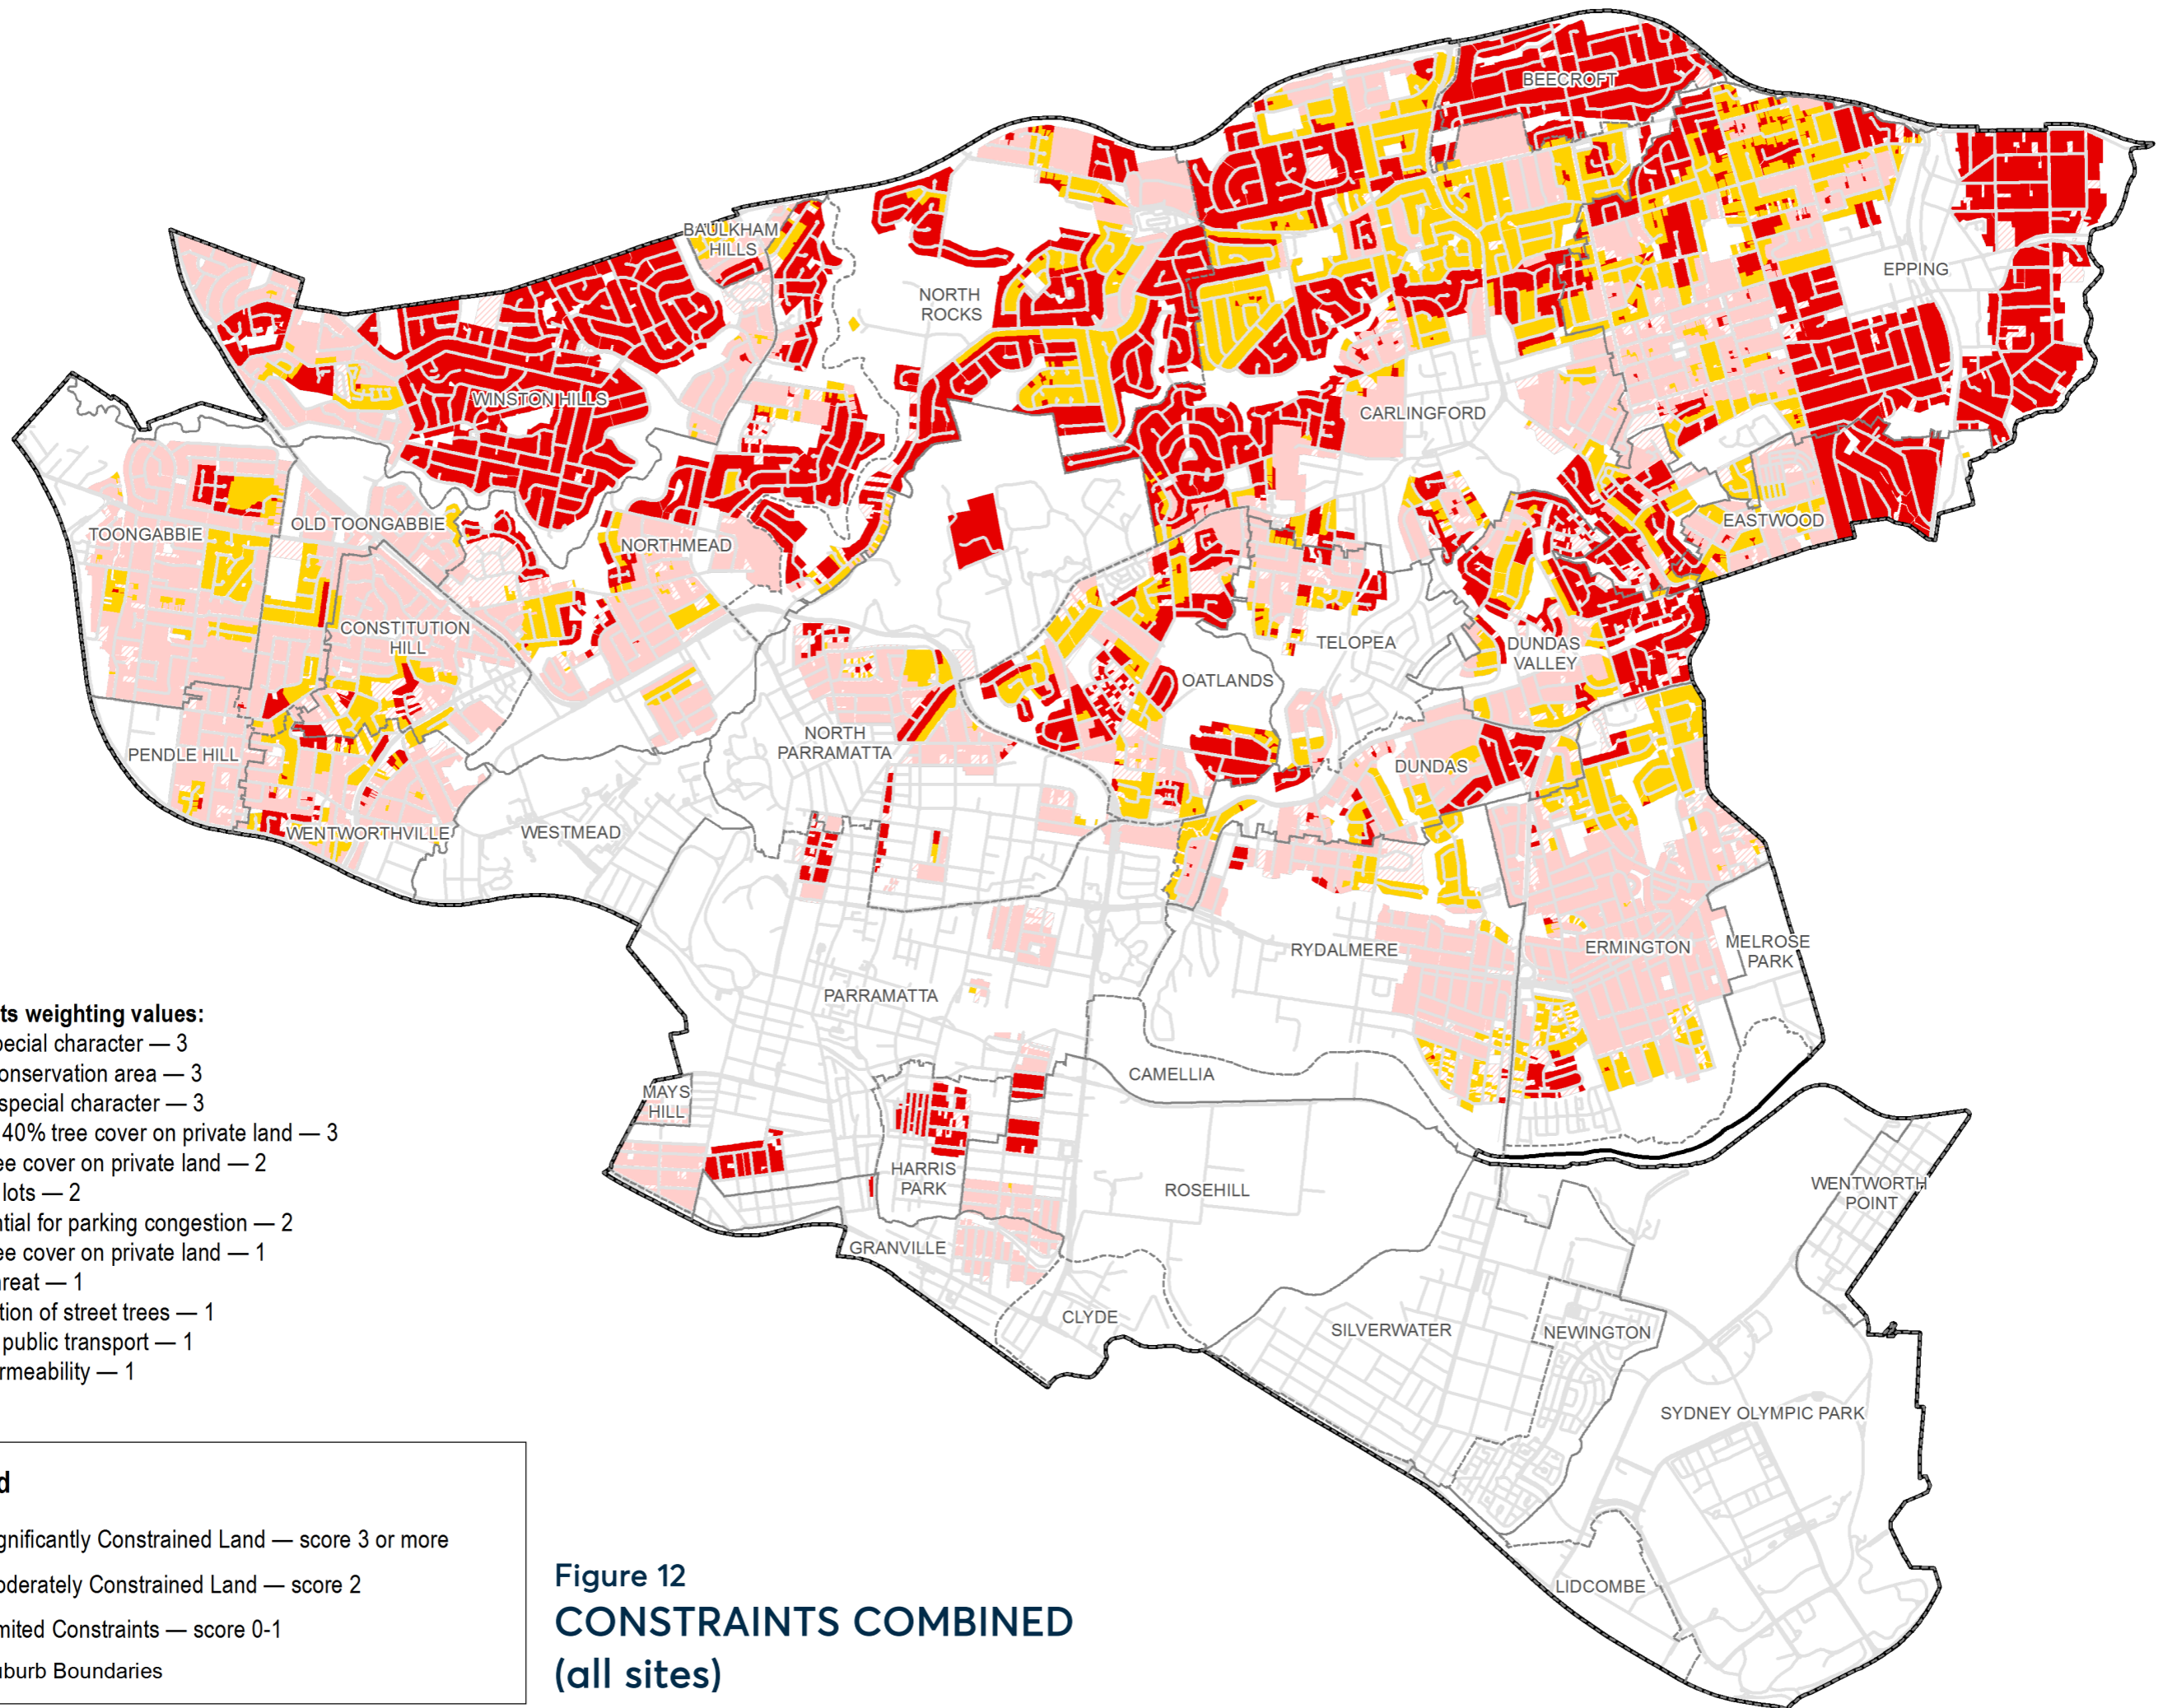 BEECROFT
BAULKHAM
HILLS
EPPING
NORTH
ROCKS
WINSTON HILLS
CARLINGFORD
TOONGABBIE
OLD TOONGABBIE
NORTHMEAD
EASTWOOD
CONSTITUTION
HILL
TELOPEA
DUNDAS
VALLEY
OATLANDS
PENDLE HILL
NORTH
PARRAMATTA
DUNDAS
WENTWORTHVILLE
WESTMEAD
RYDALMERE
ERMINGTON
MELROSE
PARK
PARRAMATTA
CAMELLIA
MAYS
HILL
HARRIS
PARK
ROSEHILL
WENTWORTH
POINT
GRANVILLE
CLYDE
SILVERWATER
NEWINGTON
SYDNEY OLYMPIC PARK
LIDCOMBE
ts weighting values:
pecial character — 3
onservation area — 3
special character — 3
40% tree cover on private land — 3
ee cover on private land — 2
lots — 2
ntial for parking congestion — 2
ee cover on private land — 1
hreat — 1
ation of street trees — 1
public transport — 1
rmeability — 1
d
gnificantly Constrained Land — score 3 or more
oderately Constrained Land — score 2
mited Constraints — score 0-1
uburb Boundaries
Figure 12
CONSTRAINTS COMBINED
(all sites)